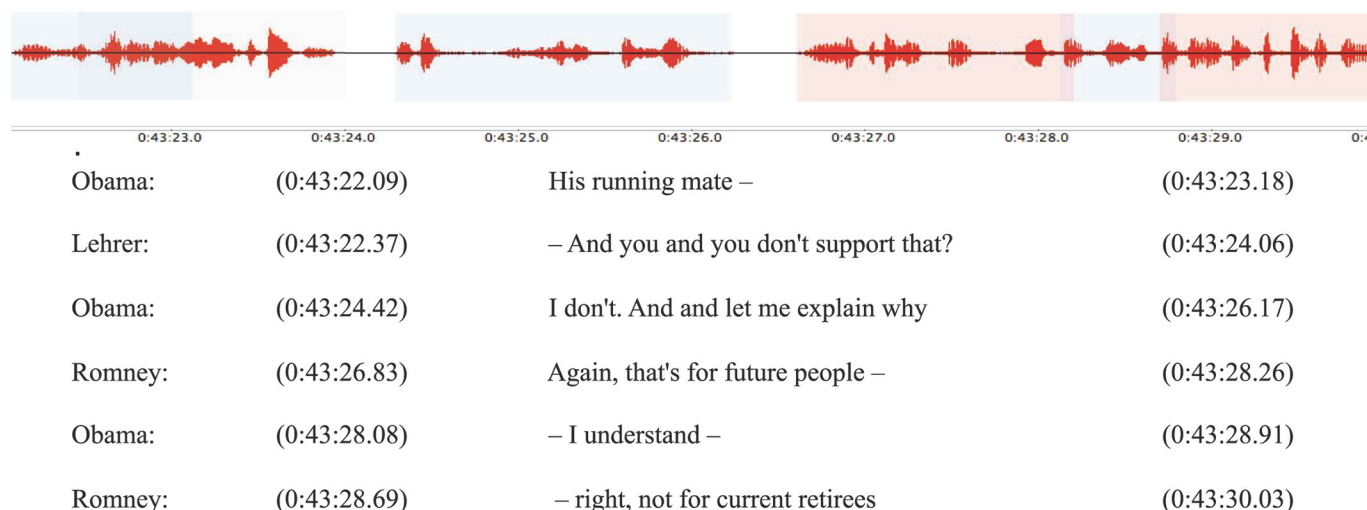 0:43:23.0 0:43:24.0 0:43:25.0 0:43:26.0 0:43:27.0 0:43:28.0 0:43:29.0 0:4
Obama: (0:43:22.09) His running mate – (0:43:23.18)
Lehrer: (0:43:22.37) – And you and you don't support that? (0:43:24.06)
Obama: (0:43:24.42) I don't. And and let me explain why (0:43:26.17)
Romney: (0:43:26.83) Again, that's for future people – (0:43:28.26)
Obama: (0:43:28.08) – I understand – (0:43:28.91)
Romney: (0:43:28.69) – right, not for current retirees (0:43:30.03)